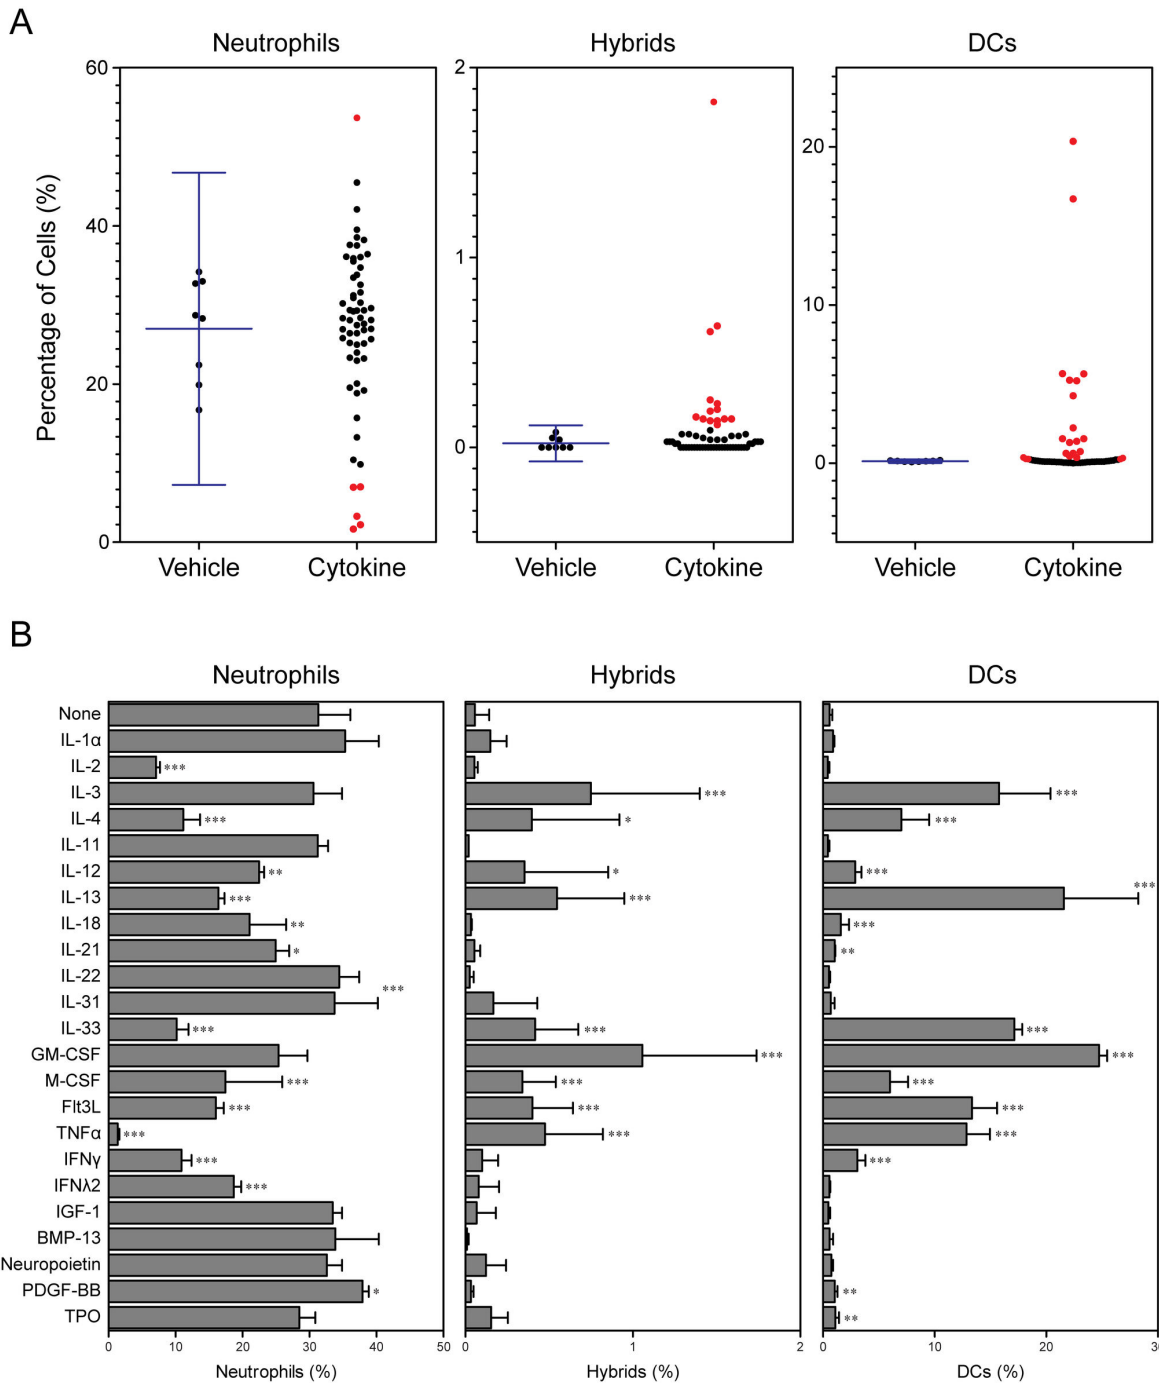 A
Neutrophils Hybrids DCs
Percentage of Cells (%)
60
40
20
0
2
1
0
20
10
0
Vehicle Cytokine Vehicle Cytokine Vehicle Cytokine
B
Neutrophils Hybrids DCs
None
IL-1α
IL-2 ***
IL-3 *** ***
IL-4 *** * ***
IL-11
IL-12 ** * ***
IL-13 *** *** ***
IL-18 ** ***
IL-21 * **
IL-22
***
IL-31
IL-33 *** *** ***
GM-CSF *** ***
M-CSF *** *** ***
Flt3L *** *** ***
TNFα *** *** ***
IFNγ *** ***
IFNλ2 ***
IGF-1
BMP-13
Neuropoietin
PDGF-BB * **
TPO **
0 10 20 30 40 50 0 1 2 0 10 20
Neutrophils (%) Hybrids (%) DCs (%)